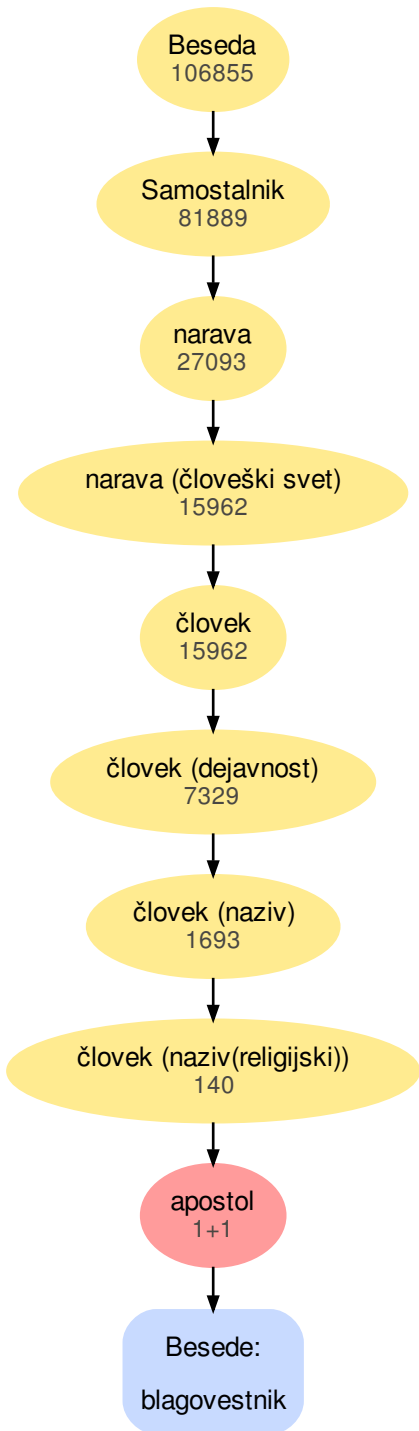 Beseda
106855
Samostalnik
81889
narava
27093
narava (človeški svet)
15962
človek
15962
človek (dejavnost)
7329
človek (naziv)
1693
človek (naziv(religijski))
140
apostol
1+1
Besede:
blagovestnik